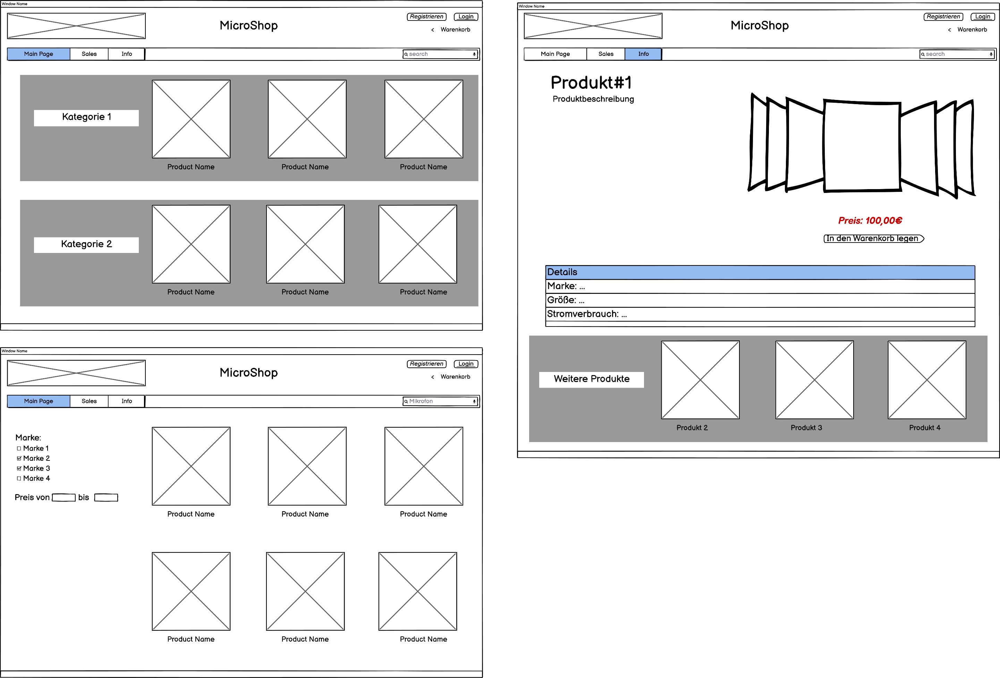 Window Name
MicroShop
Registrieren
Login
< Warenkorb
Main Page
Sales
Info
search
Kategorie 1
Product Name
Product Name
Product Name
Kategorie 2
Product Name
Product Name
Product Name
Window Name
MicroShop
Registrieren
Login
< Warenkorb
Main Page
Sales
Info
Mikrofon
Marke:
Marke 1
Marke 2
Marke 3
Marke 4
Preis von
bis
Product Name
Product Name
Product Name
Product Name
Product Name
Product Name
Window Name
MicroShop
Registrieren
Login
< Warenkorb
Main Page
Sales
Info
search
Produkt#1
Produktbeschreibung
Preis: 100,00€
In den Warenkorb legen
Details
Marke: ...
Größe: ...
Stromverbrauch: ...
Weitere Produkte
Produkt 2
Produkt 3
Produkt 4